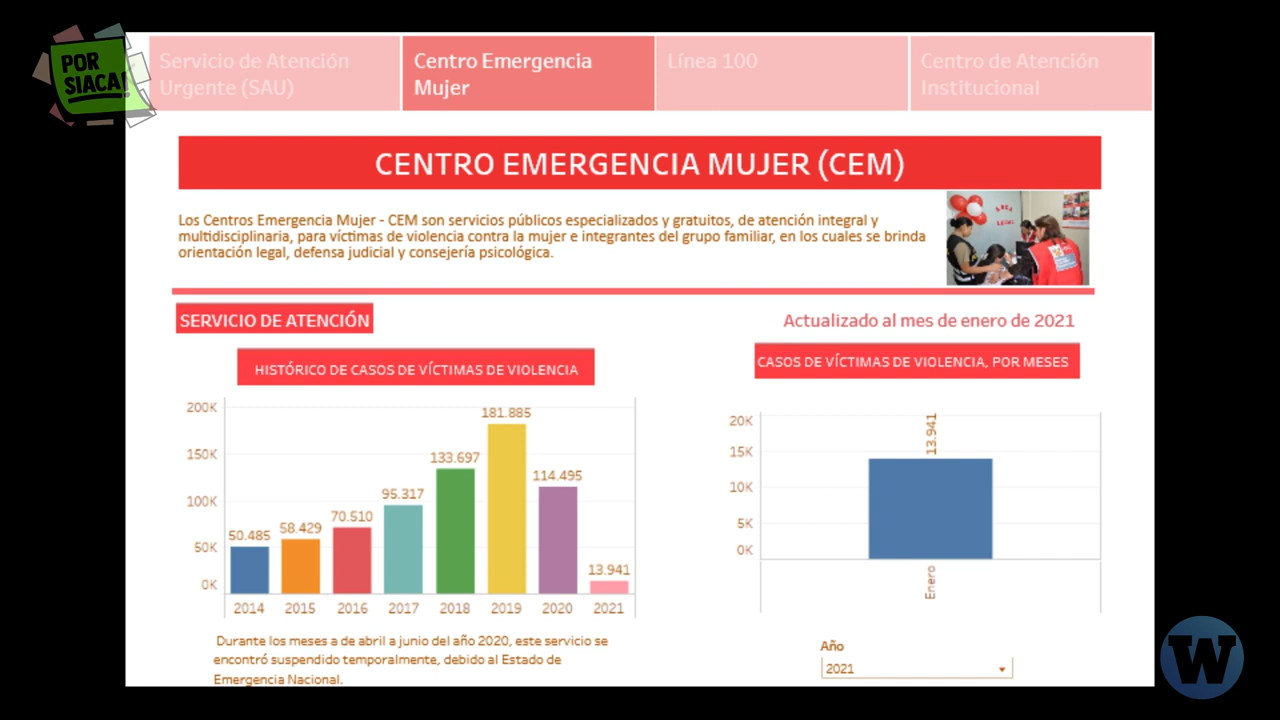 POR
SIACA!
Servicio de Atención
Urgente (SAU)
Centro Emergencia
Mujer
Línea 100
Centro de Atención
Institucional
CENTRO EMERGENCIA MUJER (CEM)
Los Centros Emergencia Mujer - CEM son servicios públicos especializados y gratuitos, de atención integral y
multidisciplinaria, para víctimas de violencia contra la mujer e integrantes del grupo familiar, en los cuales se brinda
orientación legal, defensa judicial y consejería psicológica.
SERVICIO DE ATENCIÓN
Actualizado al mes de enero de 2021
HISTÓRICO DE CASOS DE VÍCTIMAS DE VIOLENCIA
200K
150K
100K
50K
0K
50.485
58.429
70.510
95.317
133.697
181.885
114.495
13.941
2014
2015
2016
2017
2018
2019
2020
2021
Durante los meses a de abril a junio del año 2020, este servicio se
encontró suspendido temporalmente, debido al Estado de
Emergencia Nacional.
CASOS DE VÍCTIMAS DE VIOLENCIA, POR MESES
20K
15K
10K
5K
0K
13.941
Enero
Año
2021
W